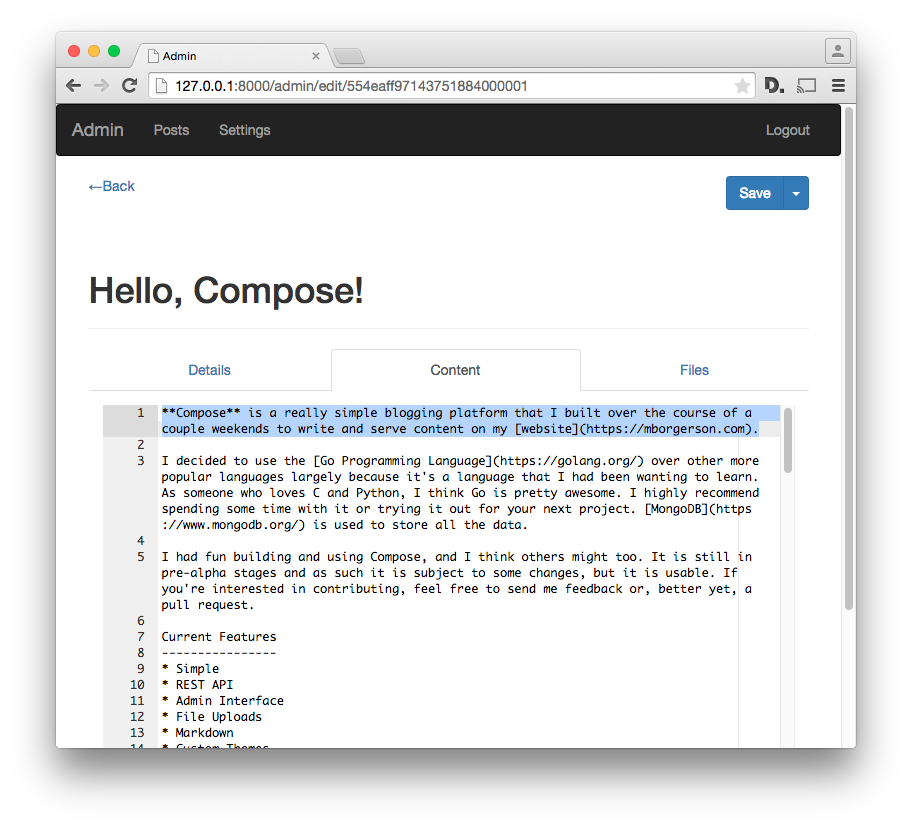 Admin
127.0.0.1:8000/admin/edit/554eaff97143751884000001
D.
Admin Posts Settings Logout
←Back
Save
Hello, Compose!
Details Content Files
1 **Compose** is a really simple blogging platform that I built over the course of a
couple weekends to write and serve content on my [website](https://mborgerson.com).
2
3 I decided to use the [Go Programming Language](https://golang.org/) over other more
popular languages largely because it's a language that I had been wanting to learn.
As someone who loves C and Python, I think Go is pretty awesome. I highly recommend
spending some time with it or trying it out for your next project. [MongoDB](https
://www.mongodb.org/) is used to store all the data.
4
5 I had fun building and using Compose, and I think others might too. It is still in
pre-alpha stages and as such it is subject to some changes, but it is usable. If
you're interested in contributing, feel free to send me feedback or, better yet, a
pull request.
6
7 Current Features
8 ----------------
9 * Simple
10 * REST API
11 * Admin Interface
12 * File Uploads
13 * Markdown
14 * Custom Themes